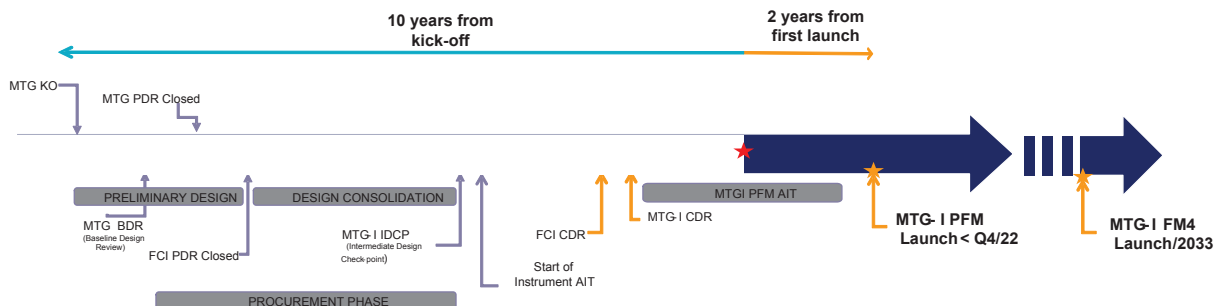 10 years from
kick-off
2 years from
first launch
MTG KO
MTG PDR Closed
PRELIMINARY DESIGN
DESIGN CONSOLIDATION
MTGI PFM AIT
MTG BDR
(Baseline Design
Review)
FCI PDR Closed
MTG-I IDCP
(Intermediate Design
Check-point)
Start of
Instrument AIT
FCI CDR
MTG-I CDR
MTG- I PFM
Launch < Q4/22
MTG-I FM4
Launch/2033
PROCUREMENT PHASE